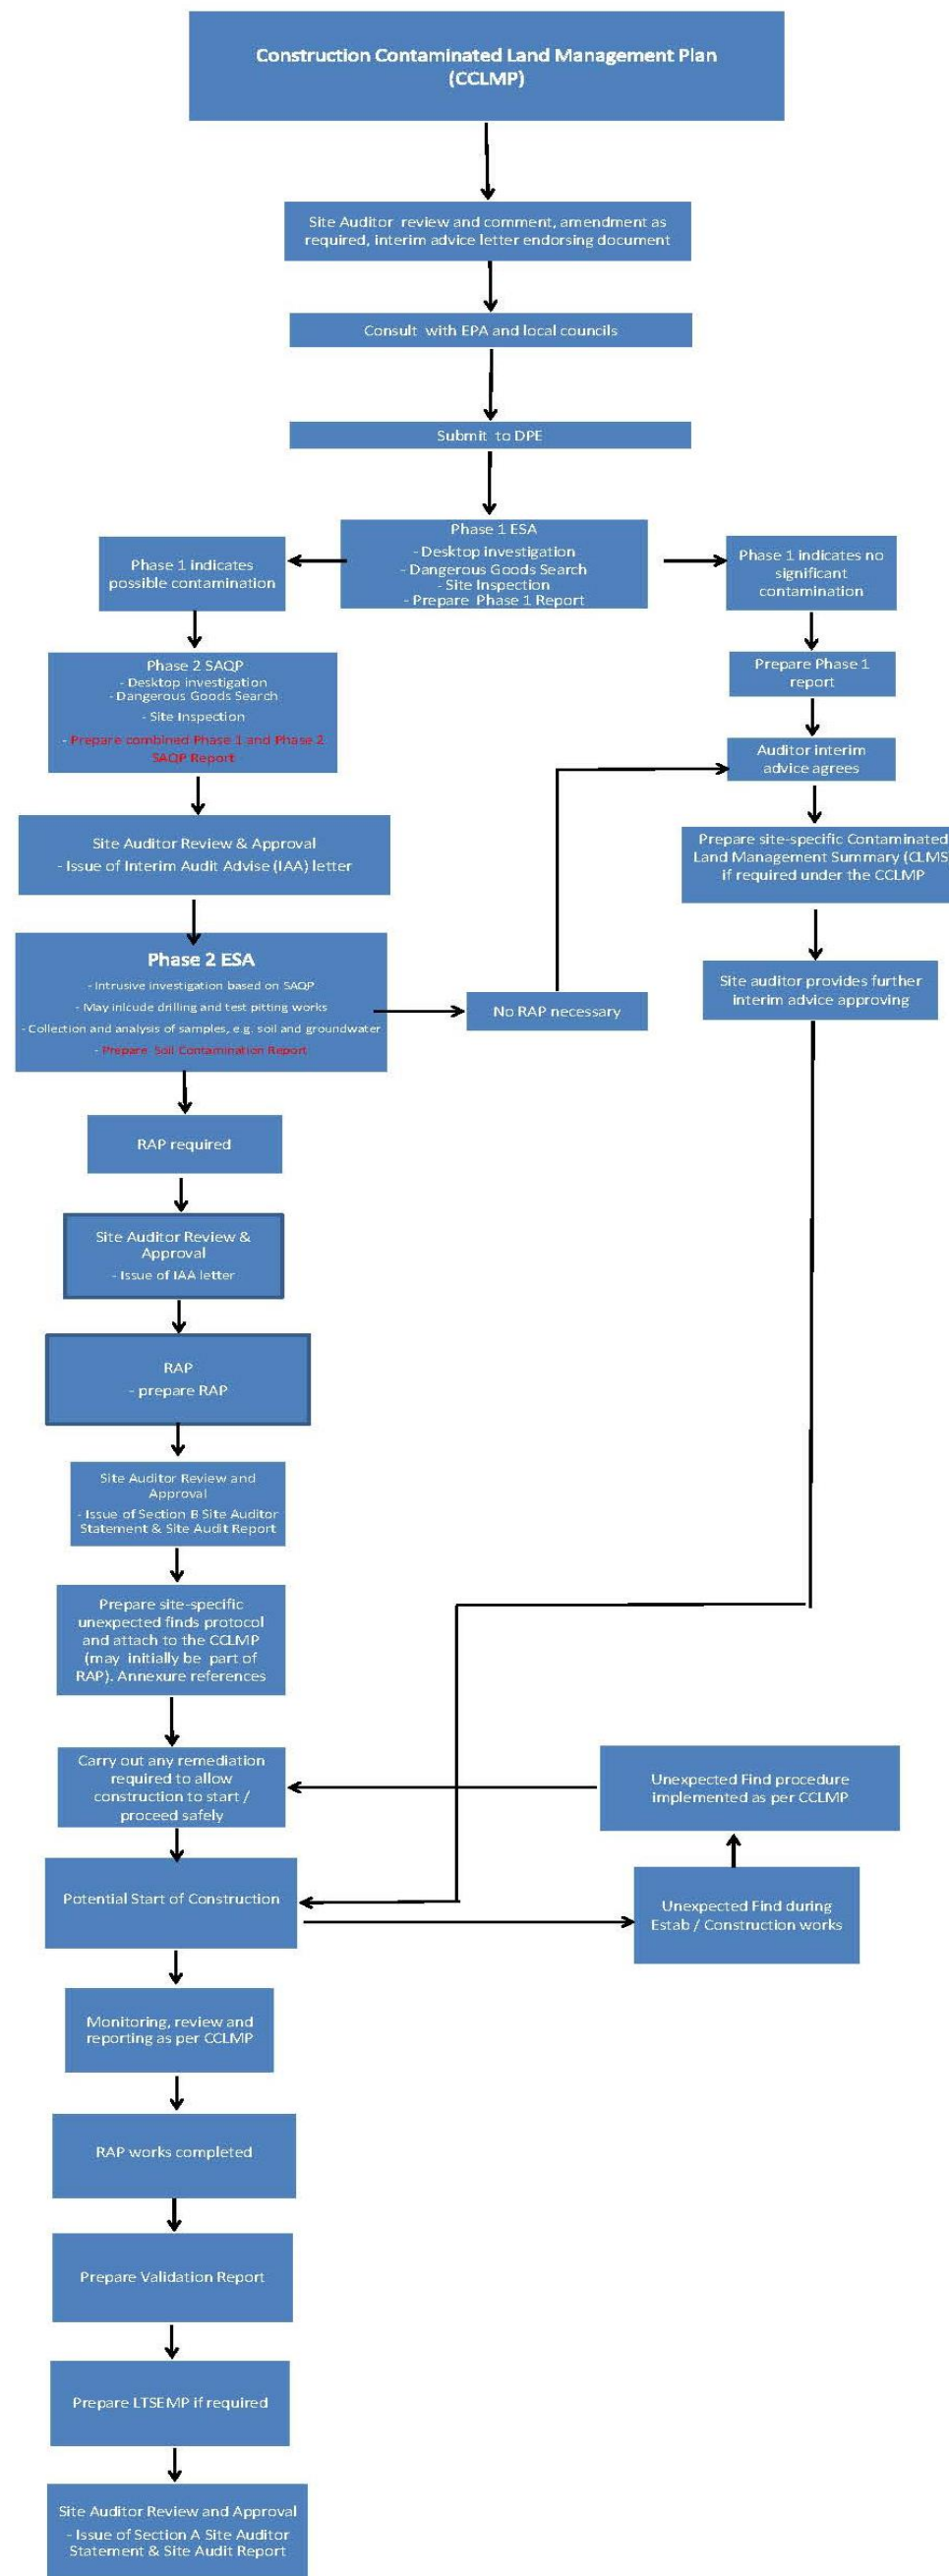 Construction Contaminated Land Management Plan
(CCLMP)
Site Auditor review and comment, amendment as
required, interim advice letter endorsing document
Consult with EPA and local councils
Submit to DPE
Phase 1 ESA
- Desktop investigation
- Dangerous Goods Search
- Site Inspection
- Prepare Phase 1 Report
Phase 1 indicates
possible contamination
Phase 1 indicates no
significant
contamination
Phase 2 SAQP
- Desktop investigation
- Dangerous Goods Search
- Site Inspection
- Prepare combined Phase 1 and Phase 2
SAQP Report
Prepare Phase 1
report
Auditor interim
advice agrees
Site Auditor Review & Approval
- Issue of Interim Audit Advise (IAA) letter
Prepare site-specific Contaminated
Land Management Summary (CLMS)
if required under the CCLMP
Phase 2 ESA
- Intrusive investigation based on SAQP
- May inlcude drilling and test pitting works
- Collection and analysis of samples, e.g. soil and groundwater
- Prepare Soil Contamination Report
No RAP necessary
Site auditor provides further
interim advice approving
RAP required
Site Auditor Review &
Approval
- Issue of IAA letter
RAP
- prepare RAP
Site Auditor Review and
Approval
- Issue of Section B Site Auditor
Statement & Site Audit Report
Prepare site-specific
unexpected finds protocol
and attach to the CCLMP
(may initially be part of
RAP). Annexure references
Carry out any remediation
required to allow
construction to start /
proceed safely
Unexpected Find procedure
implemented as per CCLMP
Potential Start of Construction
Unexpected Find during
Estab / Construction works
Monitoring, review and
reporting as per CCLMP
RAP works completed
Prepare Validation Report
Prepare LTSEMP if required
Site Auditor Review and Approval
- Issue of Section A Site Auditor
Statement & Site Audit Report